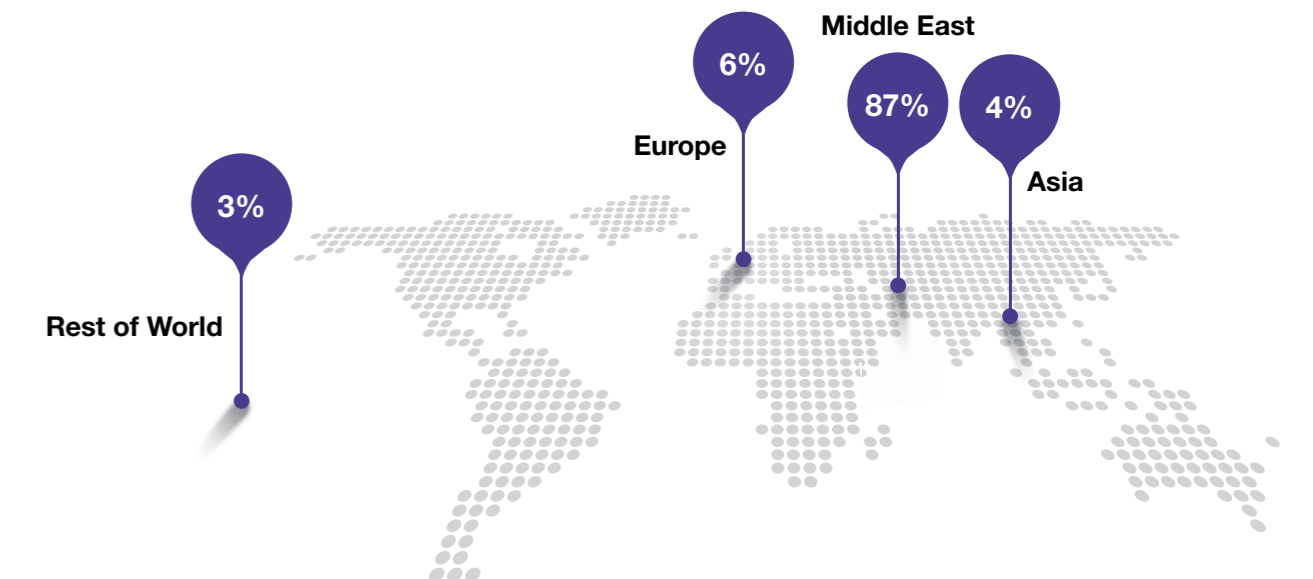 Middle East
6%
87%
4%
Europe
Asia
3%
Rest of World